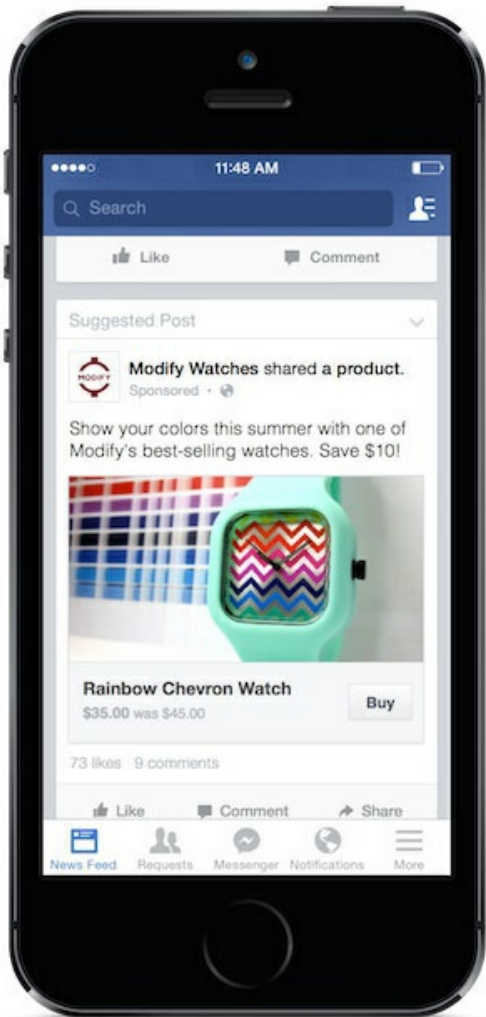 11:48 AM
Search
Like Comment
Suggested Post
MODIFY
Modify Watches shared a product.
Sponsored ·
Show your colors this summer with one of
Modify's best-selling watches. Save $10!
Rainbow Chevron Watch
$35.00 was $45.00
Buy
73 likes 9 comments
Like Comment Share
News Feed Requests Messenger Notifications More